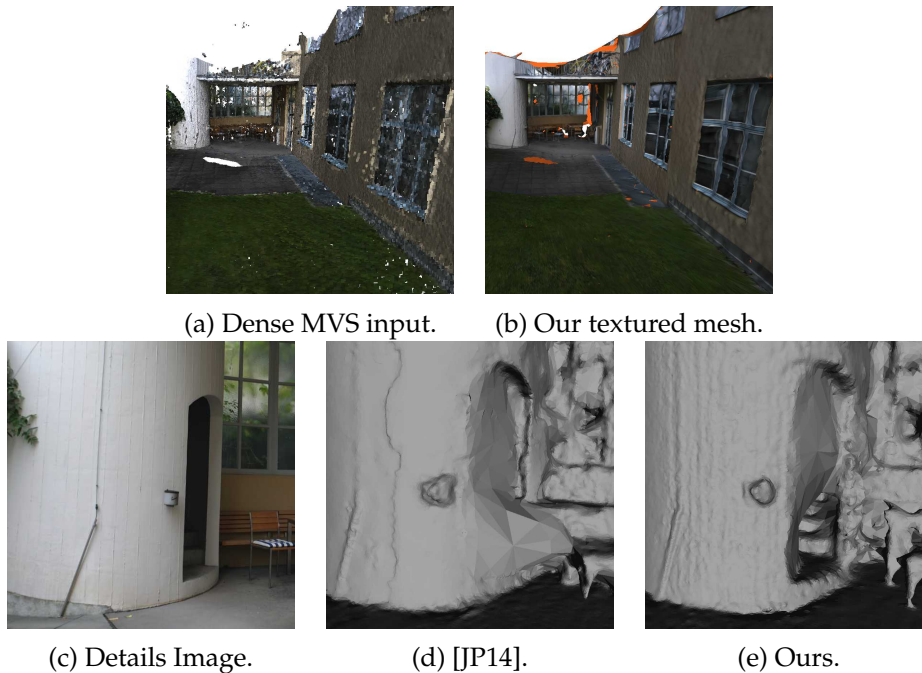 (a) Dense MVS input.
(b) Our textured mesh.
(c) Details Image.
(d) [JP14].
(e) Ours.